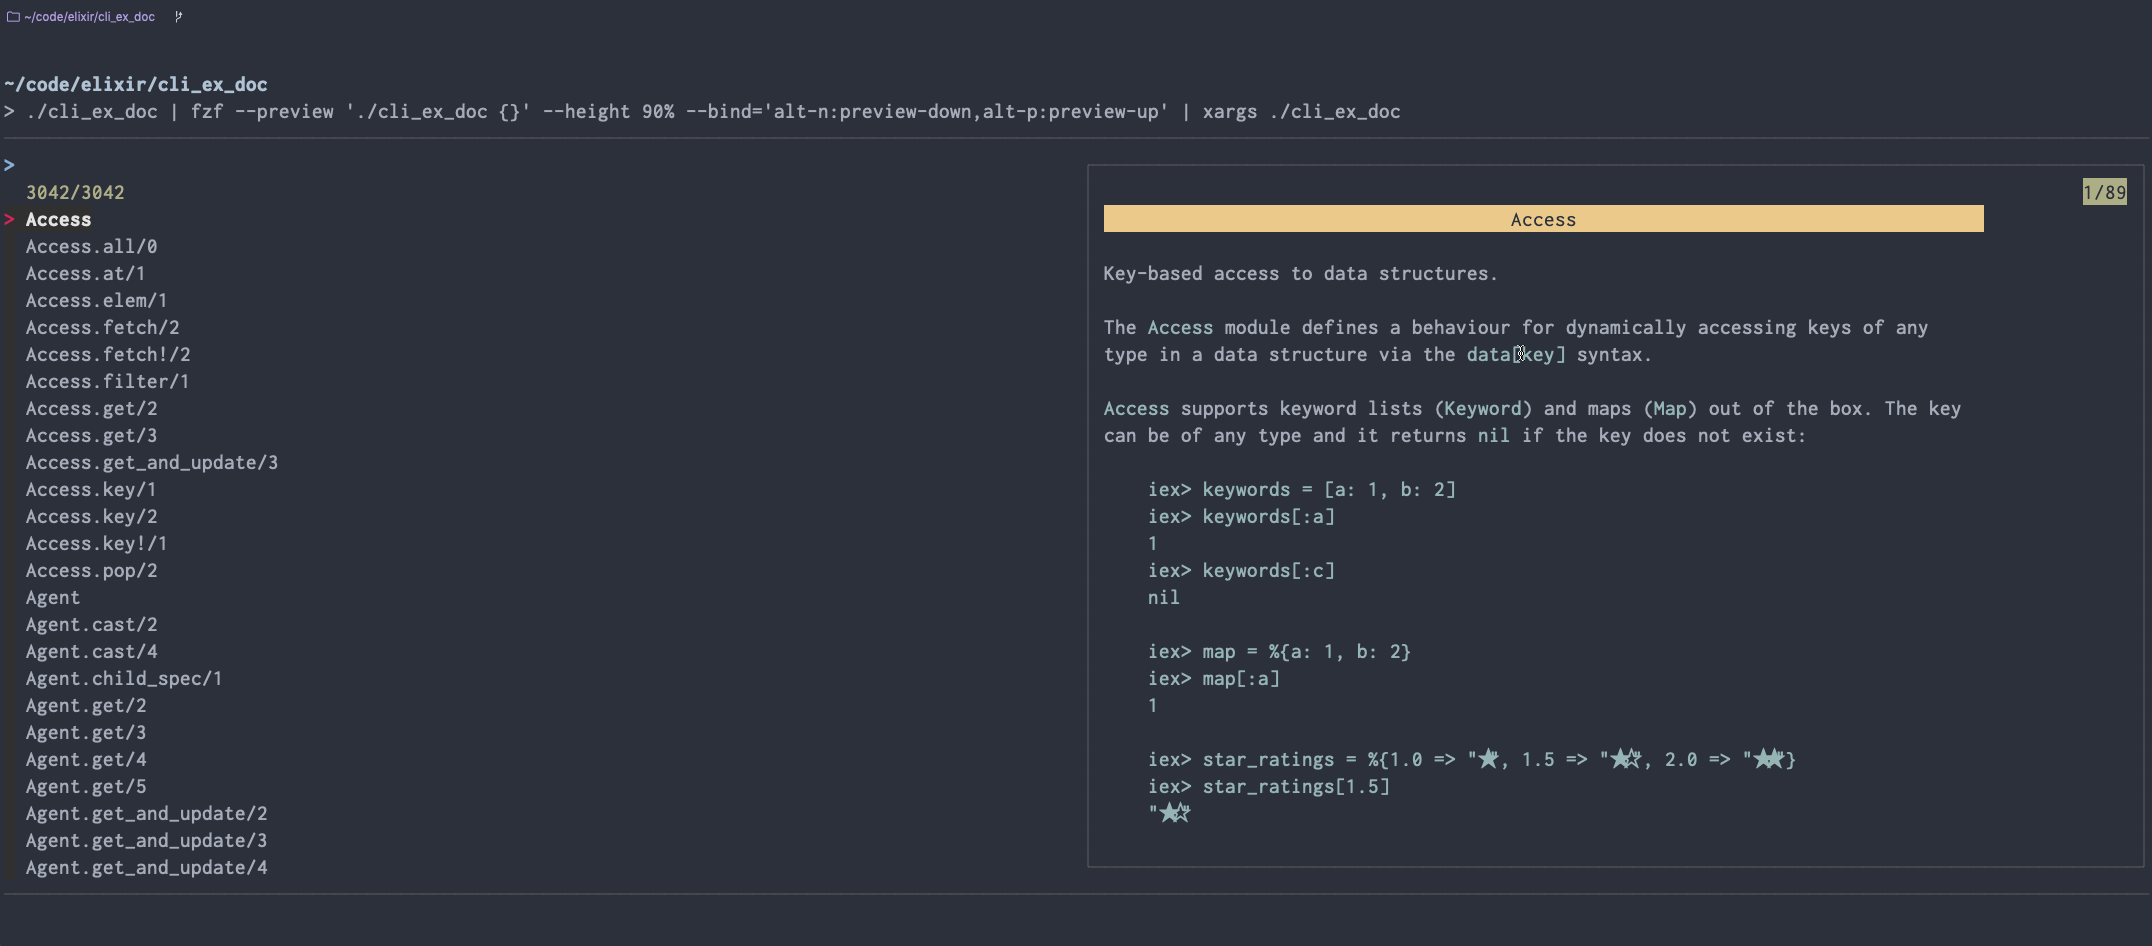 ~/code/elixir/cli_ex_doc
~/code/elixir/cli_ex_doc
> ./cli_ex_doc | fzf --preview './cli_ex_doc {}' --height 90% --bind='alt-n:preview-down,alt-p:preview-up' | xargs ./cli_ex_doc
>
3042/3042
> Access
Access.all/0
Access.at/1
Access.elem/1
Access.fetch/2
Access.fetch!/2
Access.filter/1
Access.get/2
Access.get/3
Access.get_and_update/3
Access.key/1
Access.key/2
Access.key!/1
Access.pop/2
Agent
Agent.cast/2
Agent.cast/4
Agent.child_spec/1
Agent.get/2
Agent.get/3
Agent.get/4
Agent.get/5
Agent.get_and_update/2
Agent.get_and_update/3
Agent.get_and_update/4
1/89
Access
Key-based access to data structures.
The Access module defines a behaviour for dynamically accessing keys of any
type in a data structure via the data[key] syntax.
Access supports keyword lists (Keyword) and maps (Map) out of the box. The key
can be of any type and it returns nil if the key does not exist:
iex> keywords = [a: 1, b: 2]
iex> keywords[:a]
1
iex> keywords[:c]
nil
iex> map = %{a: 1, b: 2}
iex> map[:a]
1
iex> star_ratings = %{1.0 => "★", 1.5 => "★☆", 2.0 => "★★"}
iex> star_ratings[1.5]
"★☆"